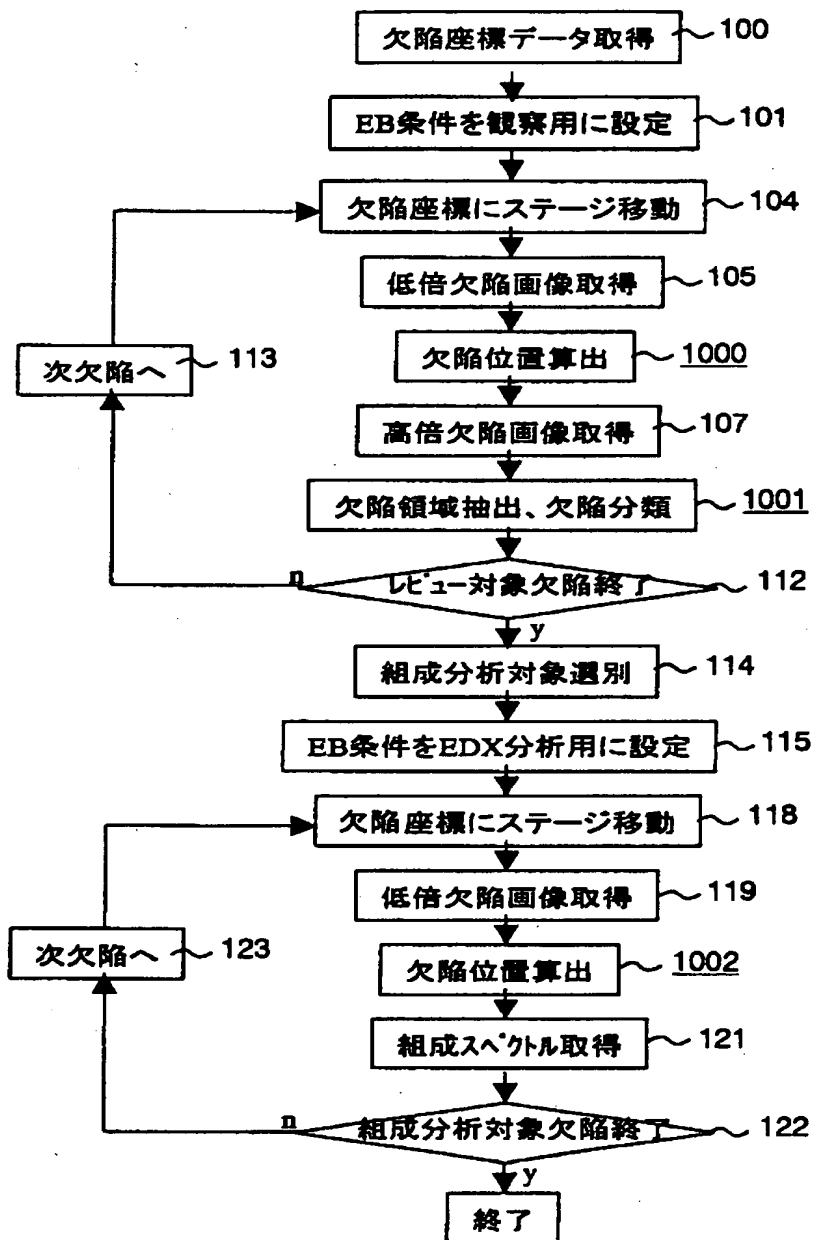 欠陥座標データ取得 100
EB条件を観察用に設定 101
欠陥座標にステージ移動 104
低倍欠陥画像取得 105
欠陥位置算出 1000
次欠陥へ 113
高倍欠陥画像取得 107
欠陥領域抽出、欠陥分類 1001
n
レビュー対象欠陥終了 112
y
組成分析対象選別 114
EB条件をEDX分析用に設定 115
欠陥座標にステージ移動 118
低倍欠陥画像取得 119
次欠陥へ 123
欠陥位置算出 1002
組成スペクトル取得 121
n
組成分析対象欠陥終了 122
y
終了